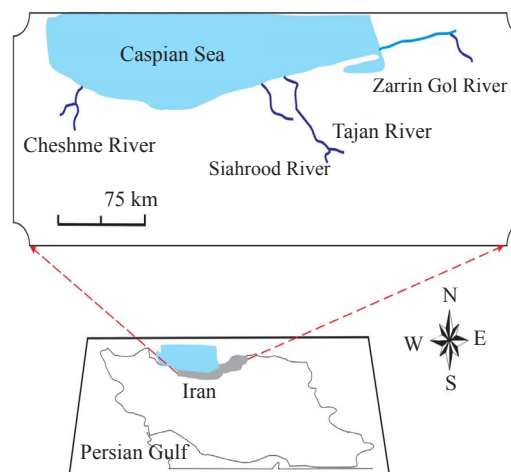 Caspian Sea
Zarrin Gol River
Tajan River
Cheshme River
Siahrood River
75 km
N
W
E
S
Iran
Persian Gulf